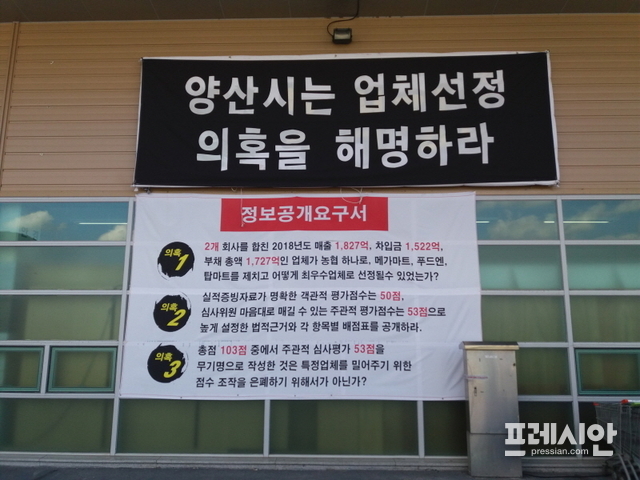 양산시는 업체선정
의혹을 해명하라
정보공개요구서
의혹 1
2개 회사를 합친 2018년도 매출 1,827억, 차입금 1,522억,
부채 총액 1,727억인 업체가 농협 하나로, 메가마트, 푸드엔,
탑마트를 제치고 어떻게 최우수업체로 선정될수 있었는가?
의혹 2
실적증빙자료가 명확한 객관적 평가점수는 50점,
심사위원 마음대로 매길 수 있는 주관적 평가점수는 53점으로
높게 설정한 법적근거와 각 항목별 배점표를 공개하라.
의혹 3
총점 103점 중에서 주관적 심사평가 53점을
무기명으로 작성한 것은 특정업체를 밀어주기 위한
점수 조작을 은폐하기 위해서가 아닌가?
프레시안
pressian.com